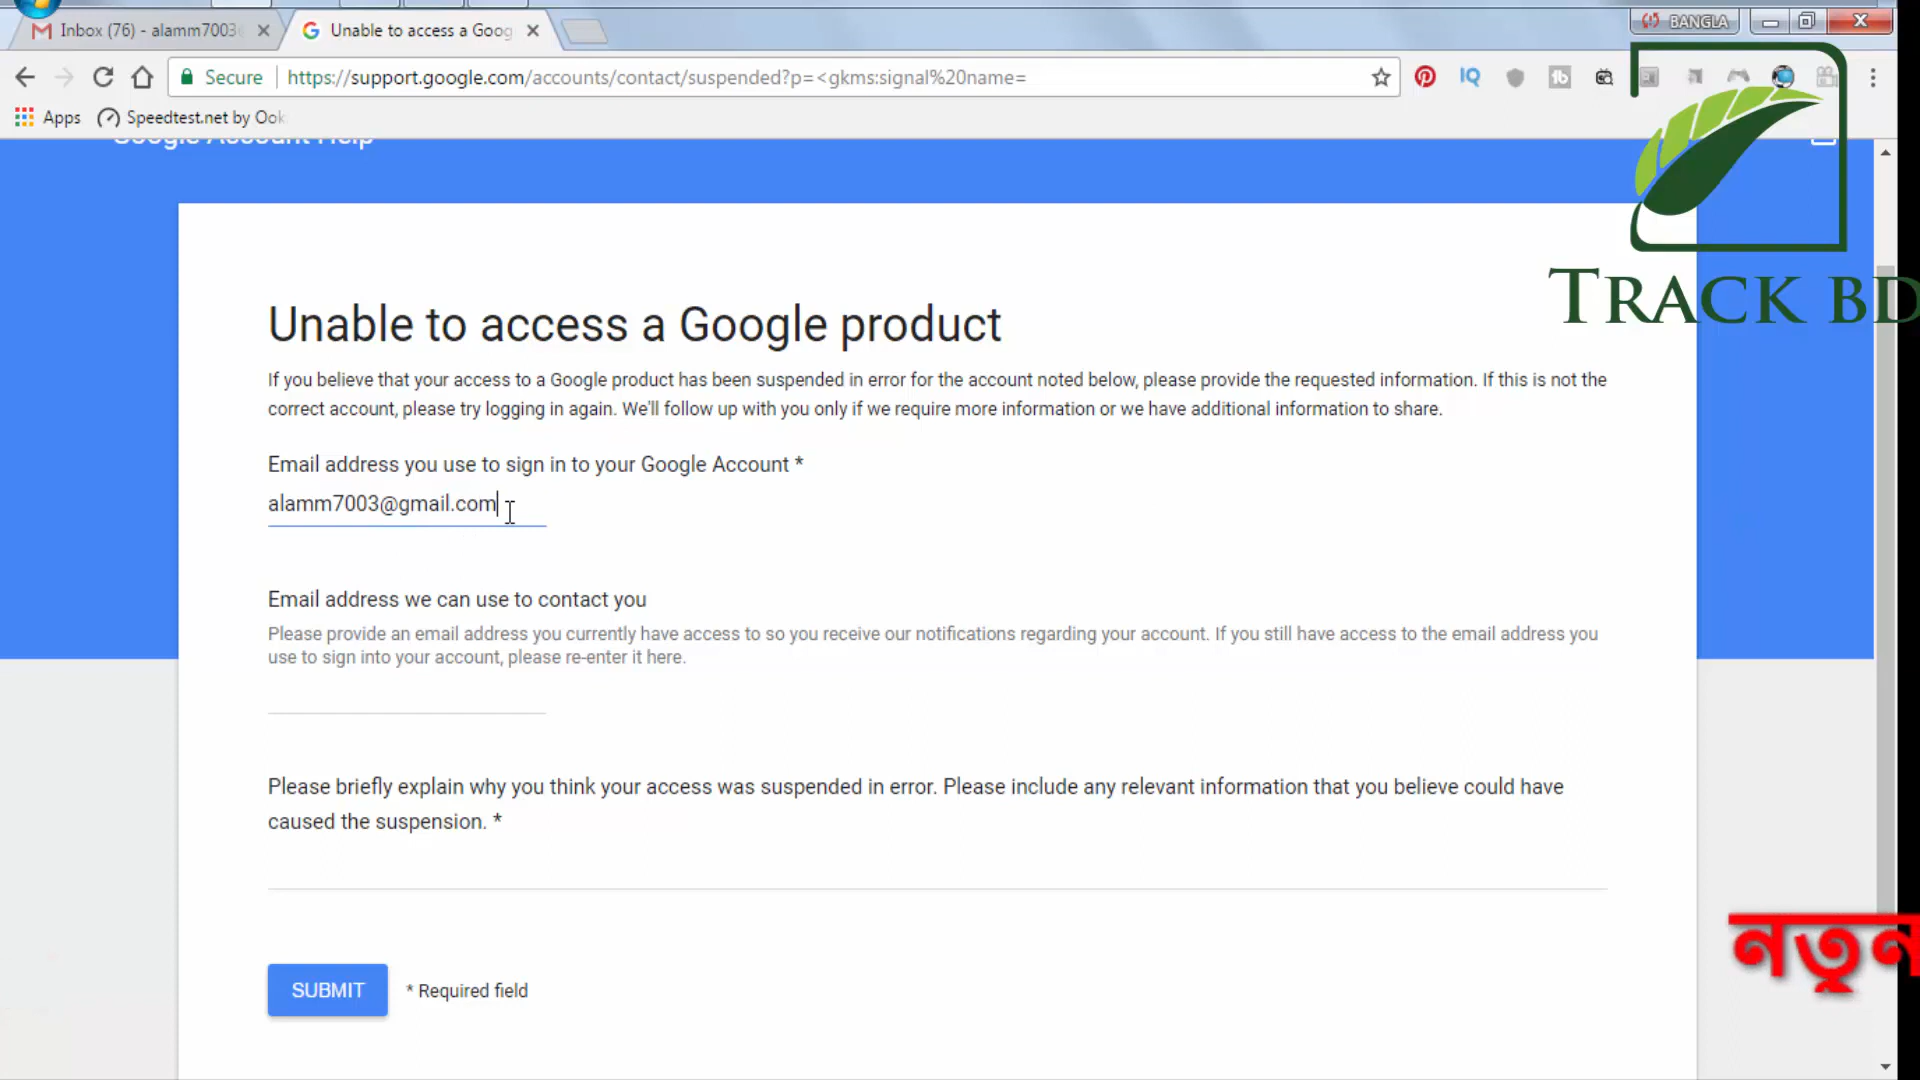 Inbox (76) - alamm7003
Unable to access a Goog
BANGLA
Secure
https://support.google.com/accounts/contact/suspended?p=<gkms:signal%20name=
Apps
Speedtest.net by Ook
Google Account Help
TRACK BD
Unable to access a Google product
If you believe that your access to a Google product has been suspended in error for the account noted below, please provide the requested information. If this is not the
correct account, please try logging in again. We'll follow up with you only if we require more information or we have additional information to share.
Email address you use to sign in to your Google Account *
alamm7003@gmail.com
Email address we can use to contact you
Please provide an email address you currently have access to so you receive our notifications regarding your account. If you still have access to the email address you
use to sign into your account, please re-enter it here.
Please briefly explain why you think your access was suspended in error. Please include any relevant information that you believe could have
caused the suspension. *
নতুন
SUBMIT
* Required field